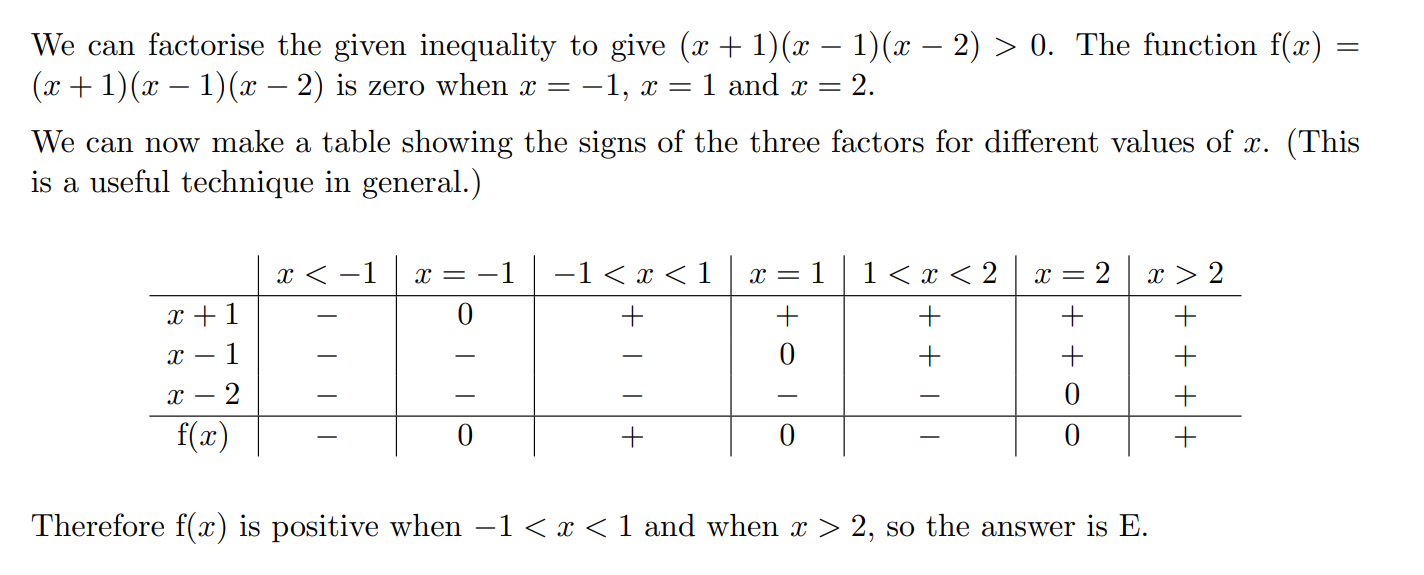 We can factorise the given inequality to give (x + 1)(x − 1)(x − 2) > 0. The function f(x) =
(x + 1)(x − 1)(x − 2) is zero when x = −1, x = 1 and x = 2.
We can now make a table showing the signs of the three factors for different values of x. (This
is a useful technique in general.)
x < −1 x = −1 −1 < x < 1 x = 1 1 < x < 2 x = 2 x > 2
x + 1 − 0 + + + + +
x − 1 − − − 0 + + +
x − 2 − − − − − 0 +
f(x) − 0 + 0 − 0 +
Therefore f(x) is positive when −1 < x < 1 and when x > 2, so the answer is E.